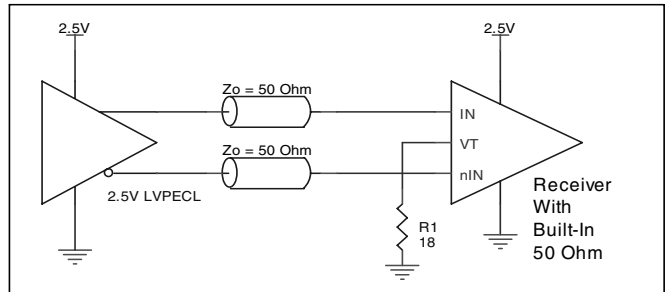 2.5V
2.5V
Zo = 50 Ohm
IN
VT
Zo = 50 Ohm
nIN
2.5V LVPECL
R1
18
Receiver
With
Built-In
50 Ohm